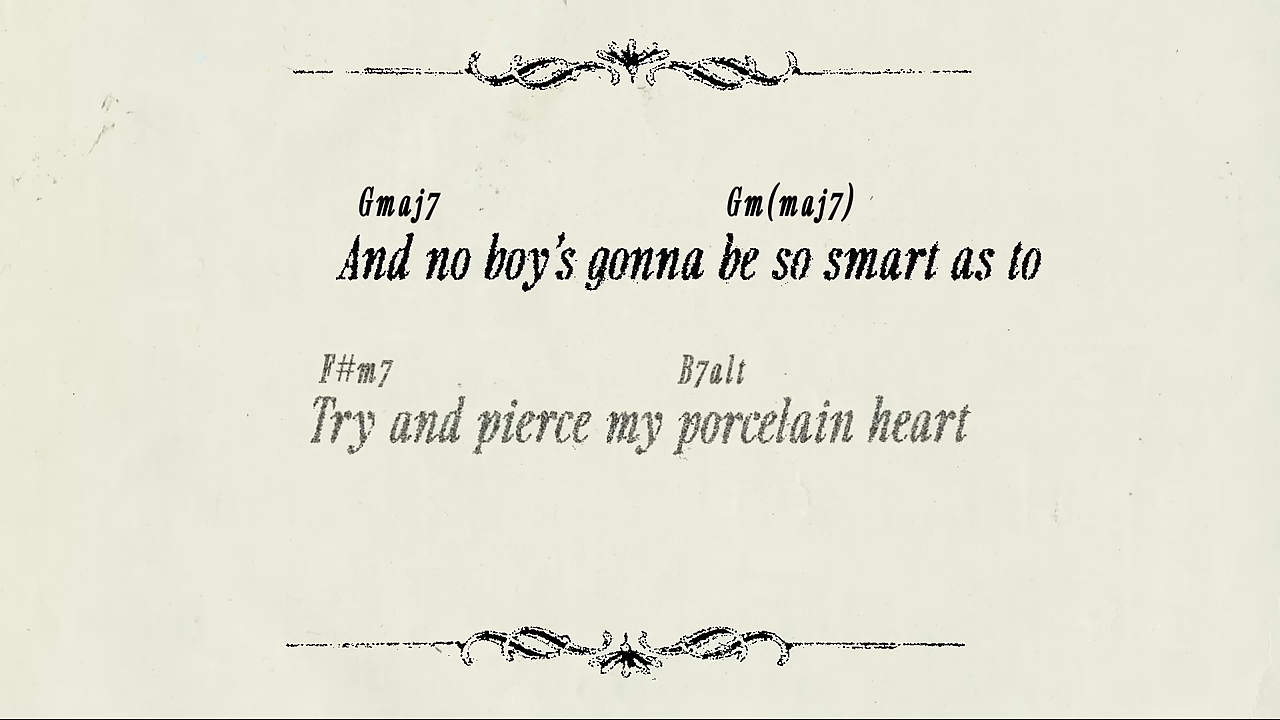 Gmaj7 Gm(maj7)
And no boy's gonna be so smart as to
F#m7 B7alt
Try and pierce my porcelain heart